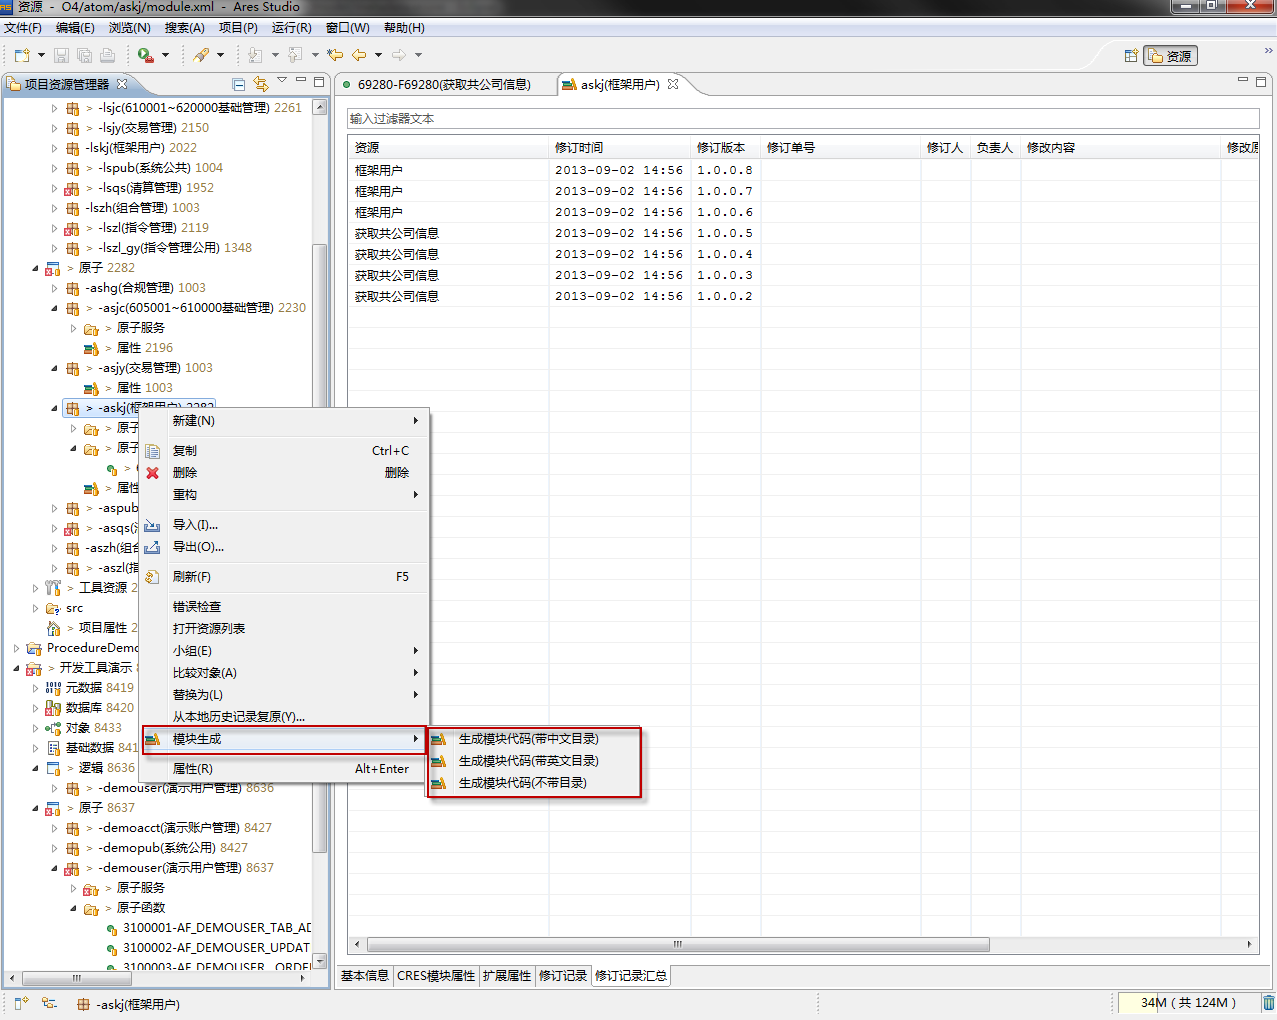 资源 - O4/atom/askj/module.xml - Ares Studio
文件(F) 编辑(E) 浏览(N) 搜索(A) 项目(P) 运行(R) 窗口(W) 帮助(H)
资源
项目资源管理器
> -lsjc(610001~620000基础管理) 2261
> -lsjy(交易管理) 2150
-lskj(框架用户) 2022
> -lspub(系统公共) 1004
> -lsqs(清算管理) 1952
-lszh(组合管理) 1003
> -lszl(指令管理) 2119
> -lszl_gy(指令管理公用) 1348
> 原子 2282
-ashg(合规管理) 1003
> -asjc(605001~610000基础管理) 2230
> 原子服务
> 属性 2196
> -asjy(交易管理) 1003
> 属性 1003
> -askj(框架用户) 2282
> 原子
> 原子
>
> 属性
> -aspub
> -asqs(
-aszh(组合
> -aszl(指
> 工具资源 2
src
> 项目属性 2
ProcedureDemo
> 开发工具演示
元数据 8419
数据库 8420
对象 8433
基础数据 841
> 逻辑 8636
> -demouser(演示用户管理) 8636
> 原子 8637
> -demoacct(演示账户管理) 8427
> -demopub(系统公用) 8427
> -demouser(演示用户管理) 8637
> 原子服务
> 原子函数
3100001-AF_DEMOUSER_TAB_AD
3100002-AF_DEMOUSER_UPDAT
3100003-AF_DEMOUSER_ORDE
新建(N)
复制 Ctrl+C
删除 删除
重构
导入(I)...
导出(O)...
刷新(F) F5
错误检查
打开资源列表
小组(E)
比较对象(A)
替换为(L)
从本地历史记录复原(Y)...
模块生成
属性(R) Alt+Enter
生成模块代码(带中文目录)
生成模块代码(带英文目录)
生成模块代码(不带目录)
69280-F69280(获取共公司信息) askj(框架用户)
输入过滤器文本
资源 修订时间 修订版本 修订单号 修订人 负责人 修改内容 修改原
框架用户 2013-09-02 14:56 1.0.0.8
框架用户 2013-09-02 14:56 1.0.0.7
框架用户 2013-09-02 14:56 1.0.0.6
获取共公司信息 2013-09-02 14:56 1.0.0.5
获取共公司信息 2013-09-02 14:56 1.0.0.4
获取共公司信息 2013-09-02 14:56 1.0.0.3
获取共公司信息 2013-09-02 14:56 1.0.0.2
基本信息 CRES模块属性 扩展属性 修订记录 修订记录汇总
-askj(框架用户)
34M ( 共 124M )